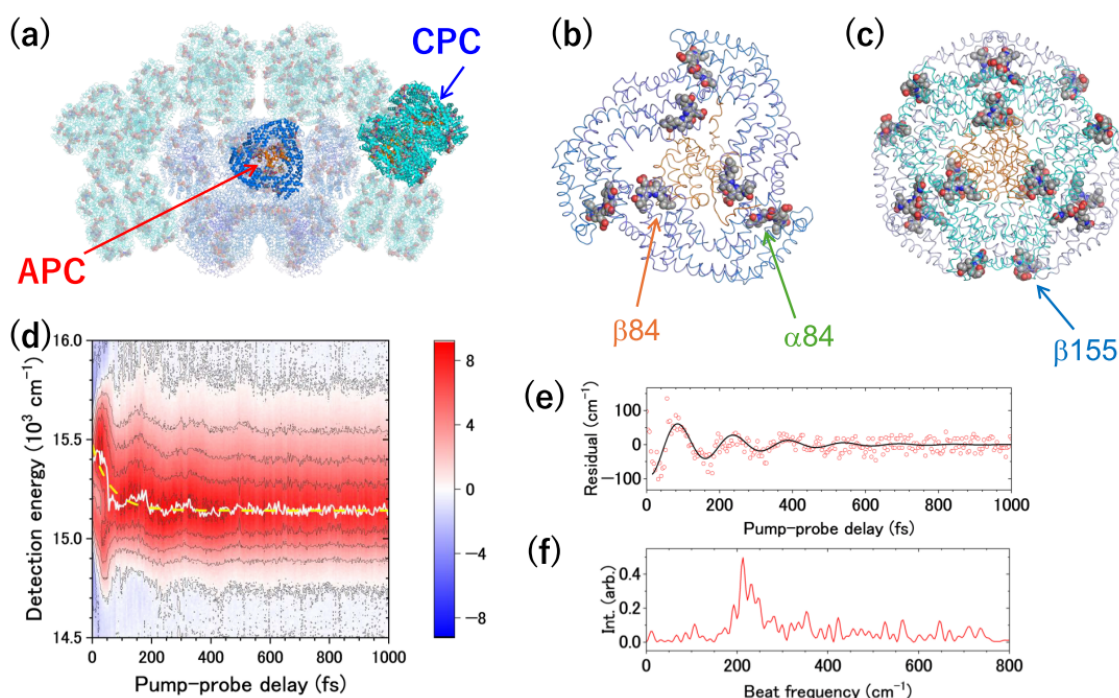 (a)
CPC
APC
(b)
β84
α84
(c)
β155
(d)
Detection energy (10³ cm⁻¹)
16.0
15.5
15.0
14.5
0 200 400 600 800 1000
Pump-probe delay (fs)
8
4
0
−4
−8
(e)
Residual (cm⁻¹)
100
0
−100
0 200 400 600 800 1000
Pump-probe delay (fs)
(f)
Int. (arb.)
0.4
0.2
0.0
0 200 400 600 800
Beat frequency (cm⁻¹)